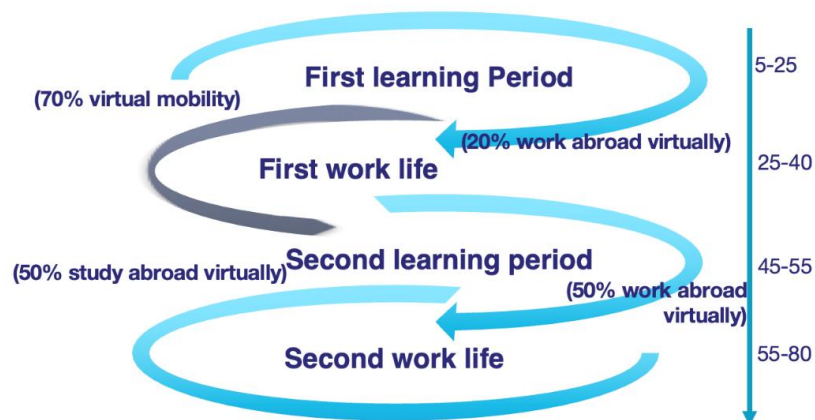 First learning Period
5-25
(70% virtual mobility)
(20% work abroad virtually)
First work life
25-40
Second learning period
45-55
(50% study abroad virtually)
(50% work abroad
virtually)
Second work life
55-80